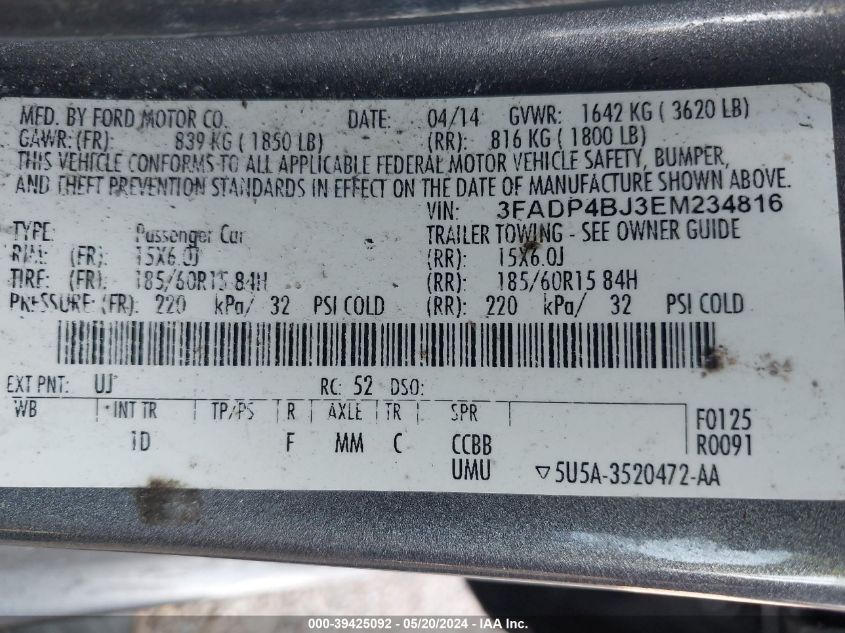 MFD. BY FORD MOTOR CO. DATE: 04/14 GVWR: 1642 KG ( 3620 LB)
GAWR: (FR): 839 KG ( 1850 LB) (RR): 816 KG ( 1800 LB)
THIS VEHICLE CONFORMS TO ALL APPLICABLE FEDERAL MOTOR VEHICLE SAFETY, BUMPER,
AND THEFT PREVENTION STANDARDS IN EFFECT ON THE DATE OF MANUFACTURE SHOWN ABOVE.
VIN: 3FADP4BJ3EM234816
TYPE: Passenger Car TRAILER TOWING - SEE OWNER GUIDE
RIM: (FR): 15X6.0J (RR): 15X6.0J
TIRE: (FR): 185/60R15 84H (RR): 185/60R15 84H
PRESSURE: (FR): 220 kPa/ 32 PSI COLD (RR): 220 kPa/ 32 PSI COLD
EXT PNT: UJ RC: 52 DSO:
WB INT TR TP/PS R AXLE TR SPR F0125
1D F MM C CCBB R0091
UMU ▽5U5A-3520472-AA
000-39425092 - 05/20/2024 - IAA Inc.